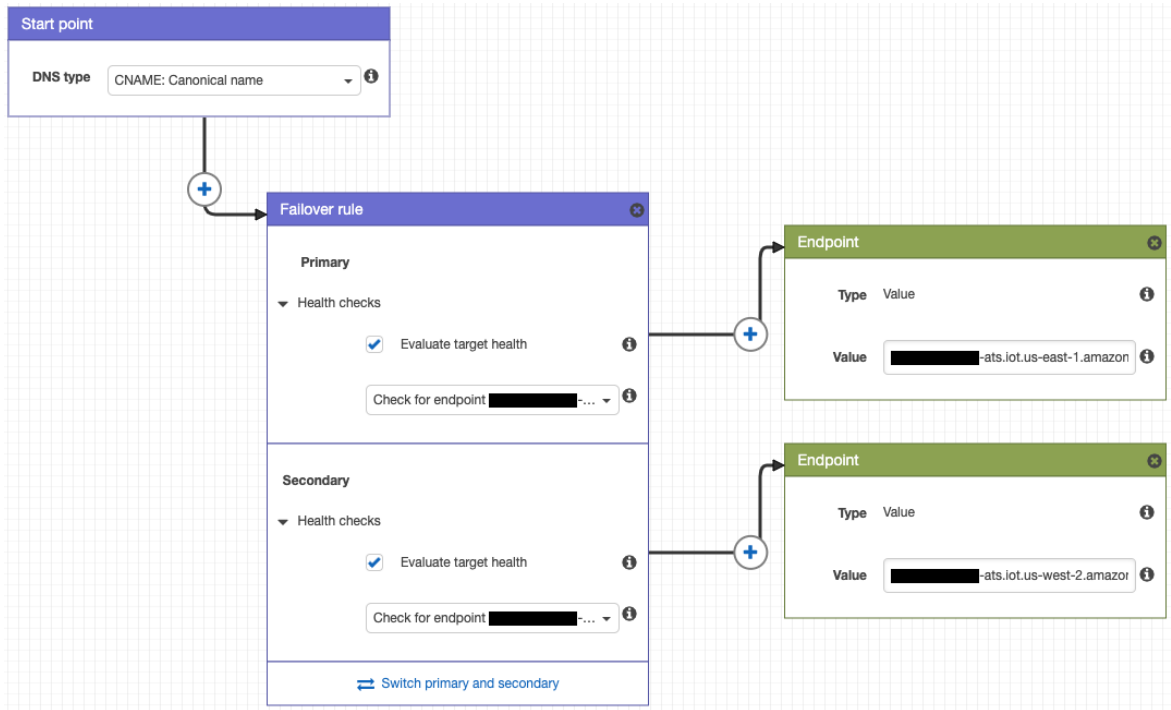 Start point
DNS type CNAME: Canonical name
Failover rule
Primary
Health checks
Evaluate target health
Check for endpoint -...
Secondary
Health checks
Evaluate target health
Check for endpoint -...
Switch primary and secondary
Endpoint
Type Value
Value -ats.iot.us-east-1.amazon
Endpoint
Type Value
Value -ats.iot.us-west-2.amazor